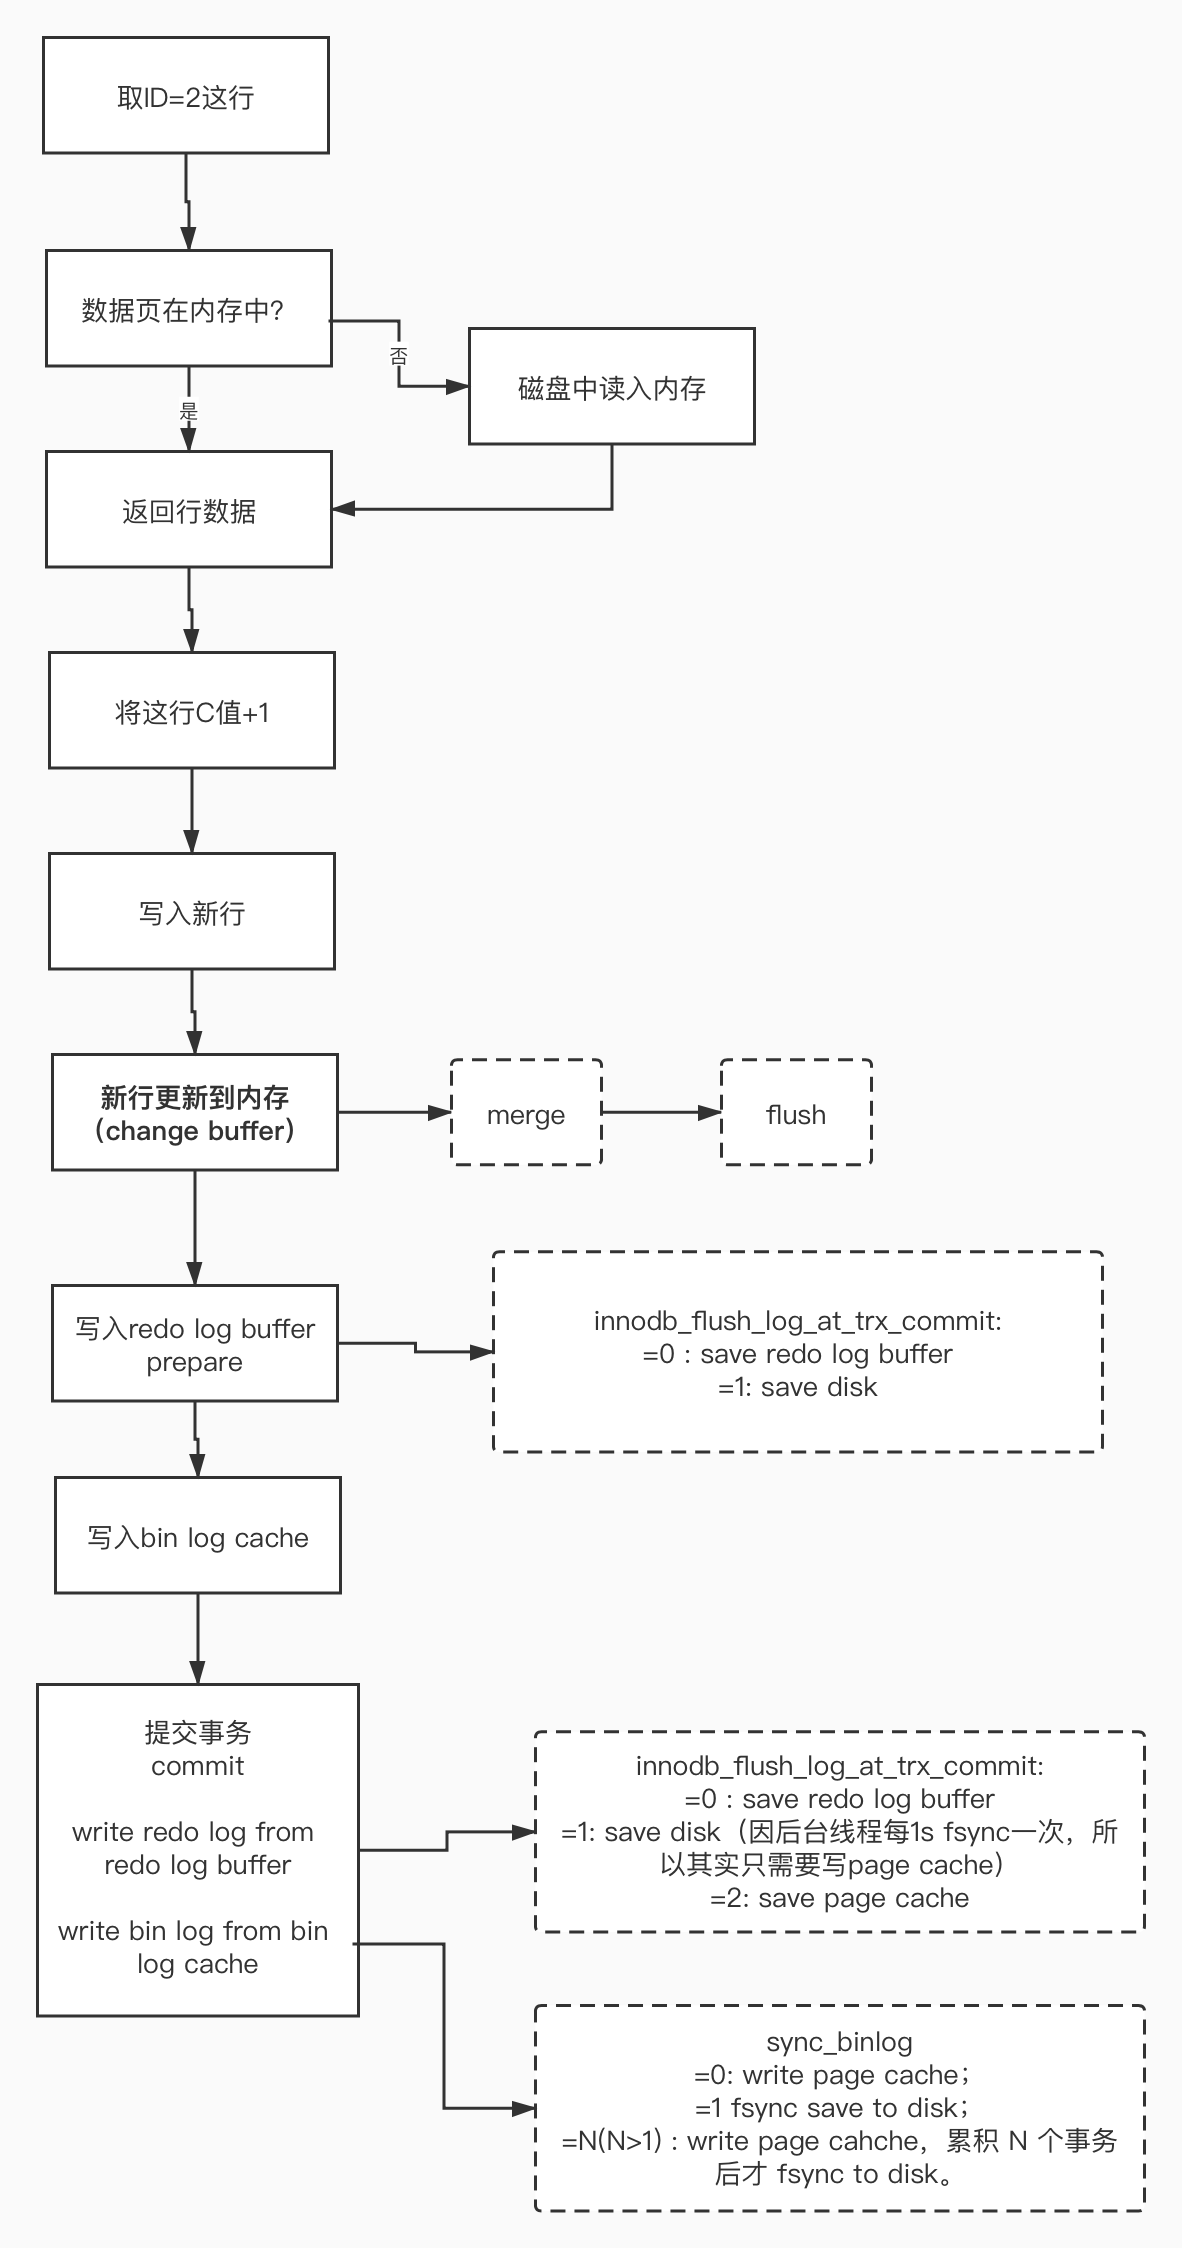 取ID=2这行
数据页在内存中？
否
磁盘中读入内存
是
返回行数据
将这行C值+1
写入新行
新行更新到内存
（change buffer）
merge
flush
写入redo log buffer
prepare
innodb_flush_log_at_trx_commit:
=0 : save redo log buffer
=1: save disk
写入bin log cache
提交事务
commit
write redo log from
redo log buffer
write bin log from bin
log cache
innodb_flush_log_at_trx_commit:
=0 : save redo log buffer
=1: save disk（因后台线程每1s fsync一次，所
以其实只需要写page cache）
=2: save page cache
sync_binlog
=0: write page cache；
=1 fsync save to disk；
=N(N>1) : write page cahche，累积 N 个事务
后才 fsync to disk。